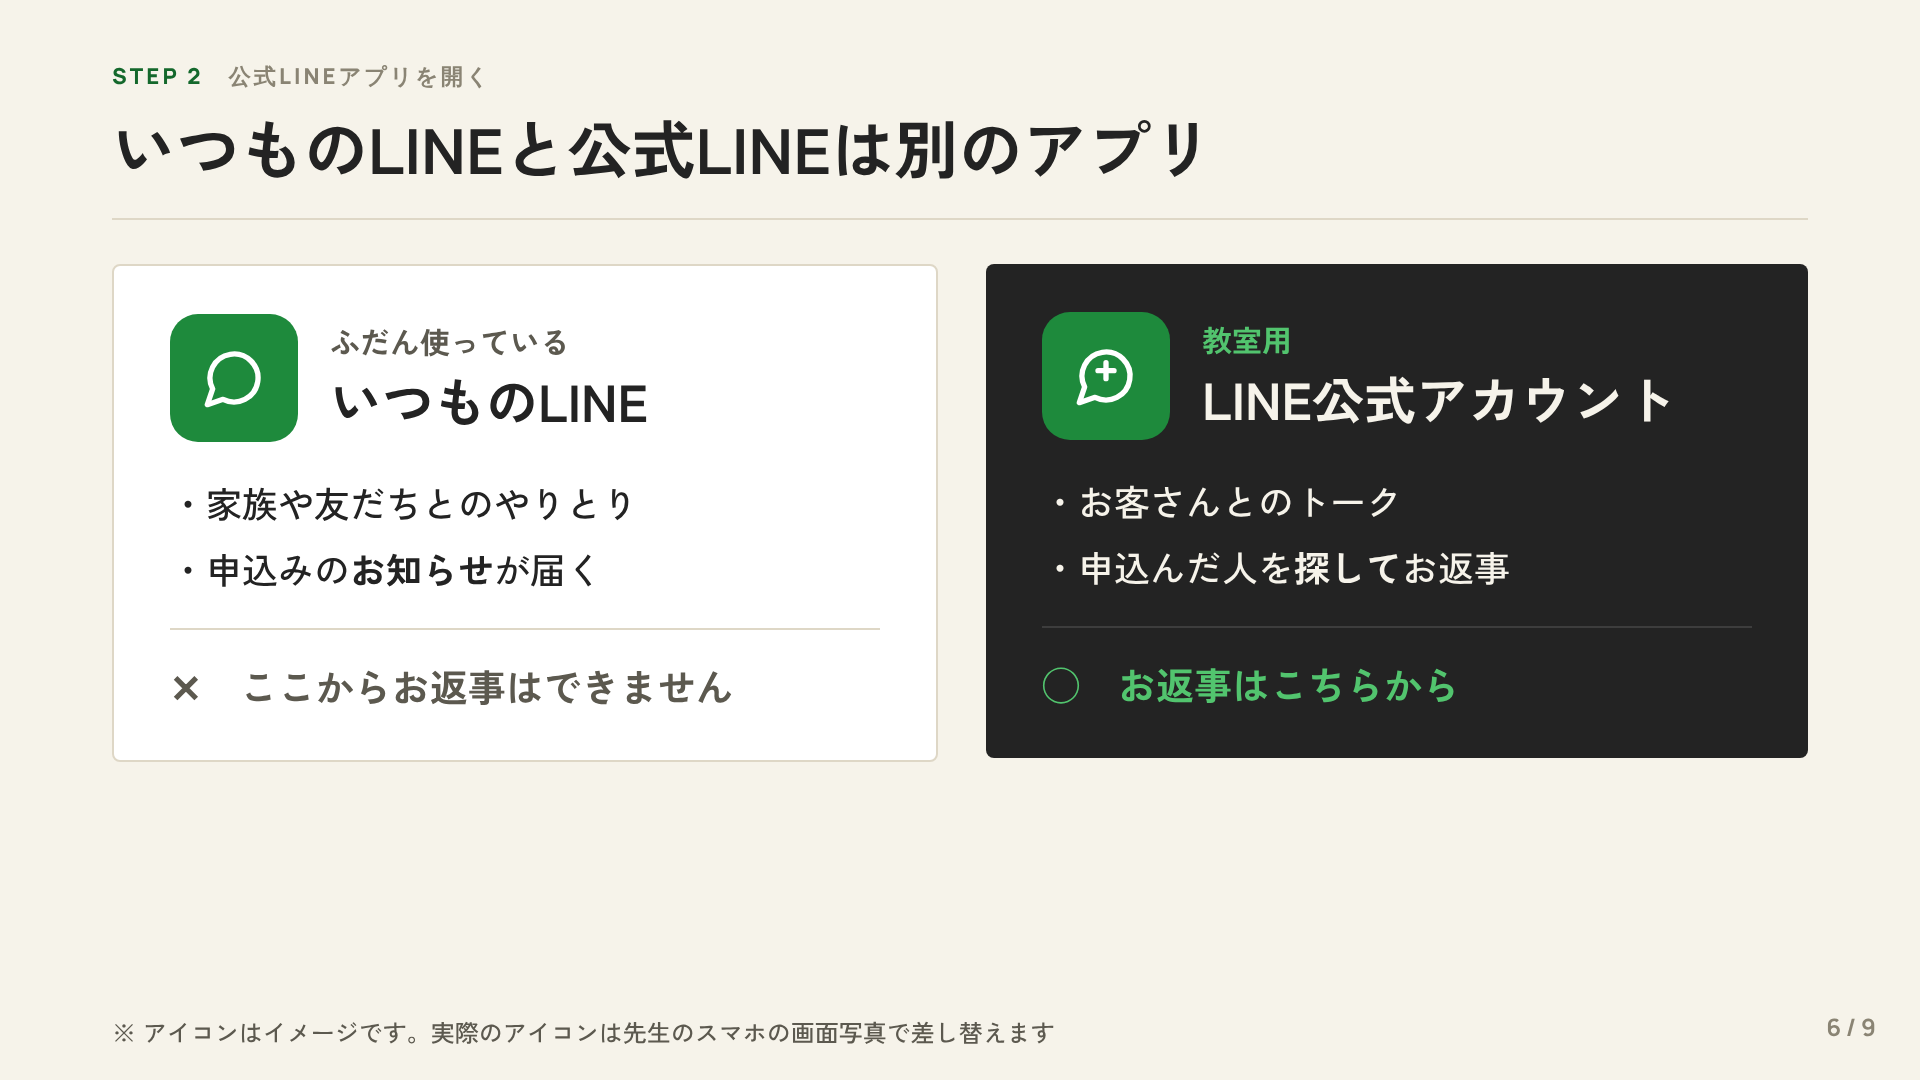 STEP 2 公式LINEアプリを開く
いつものLINEと公式LINEは別のアプリ
ふだん使っている
いつものLINE
・家族や友だちとのやりとり
・申込みのお知らせが届く
✕ ここからお返事はできません
教室用
LINE公式アカウント
・お客さんとのトーク
・申込んだ人を探してお返事
◯ お返事はこちらから
※ アイコンはイメージです。実際のアイコンは先生のスマホの画面写真で差し替えます
6 / 9